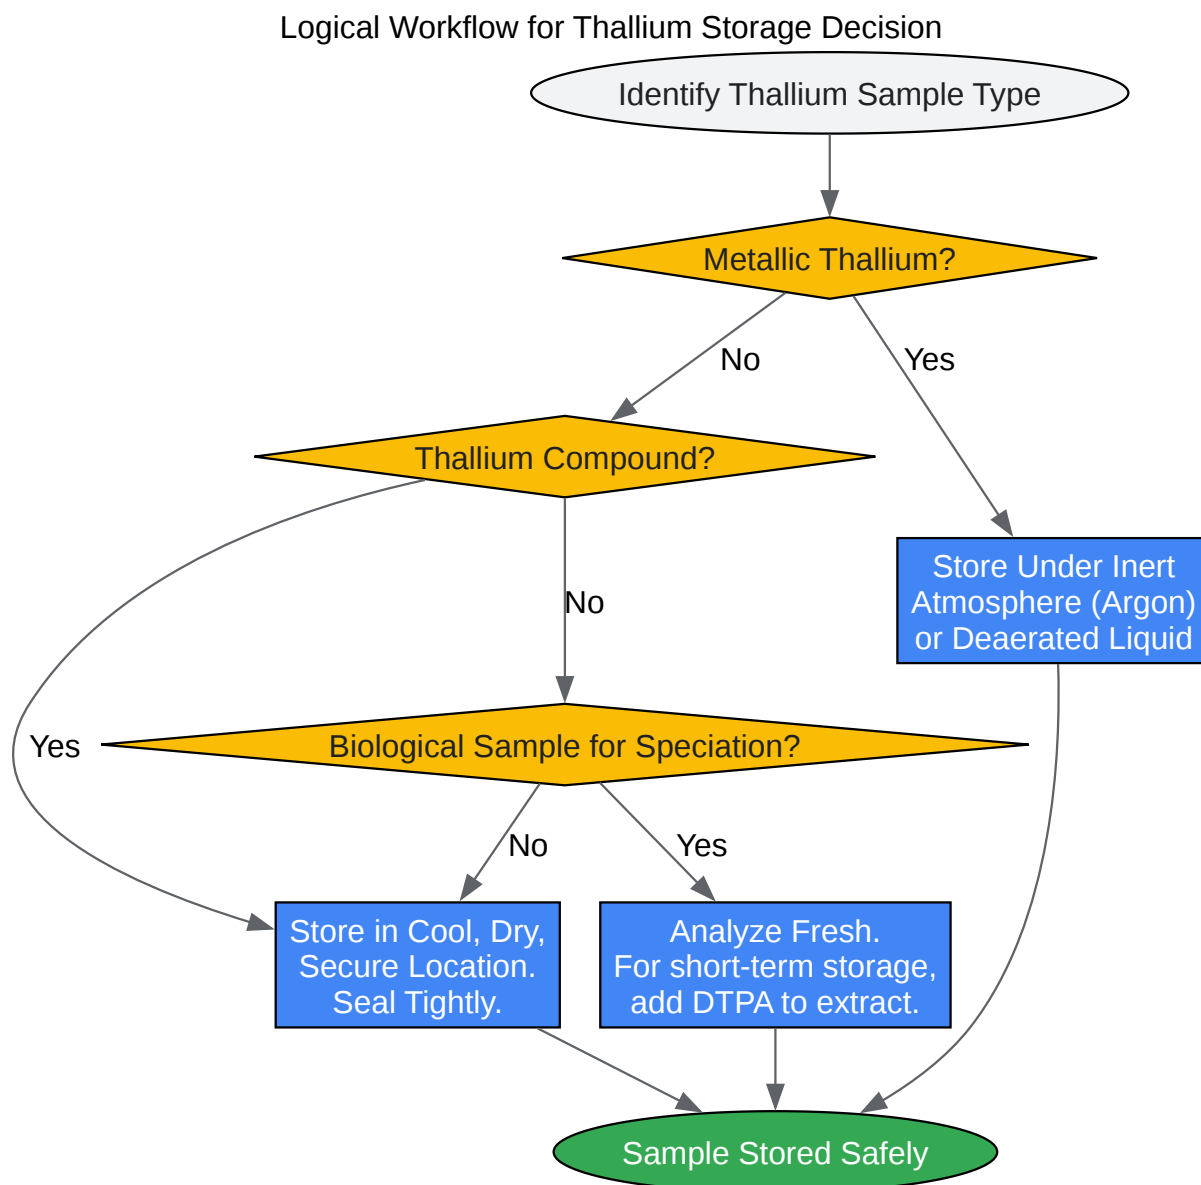 Logical Workflow for Thallium Storage Decision
Identify Thallium Sample Type
Metallic Thallium?
No
Yes
Thallium Compound?
Store Under Inert
Atmosphere (Argon)
or Deaerated Liquid
No
Yes
Biological Sample for Speciation?
No
Yes
Store in Cool, Dry,
Secure Location.
Seal Tightly.
Analyze Fresh.
For short-term storage,
add DTPA to extract.
Sample Stored Safely